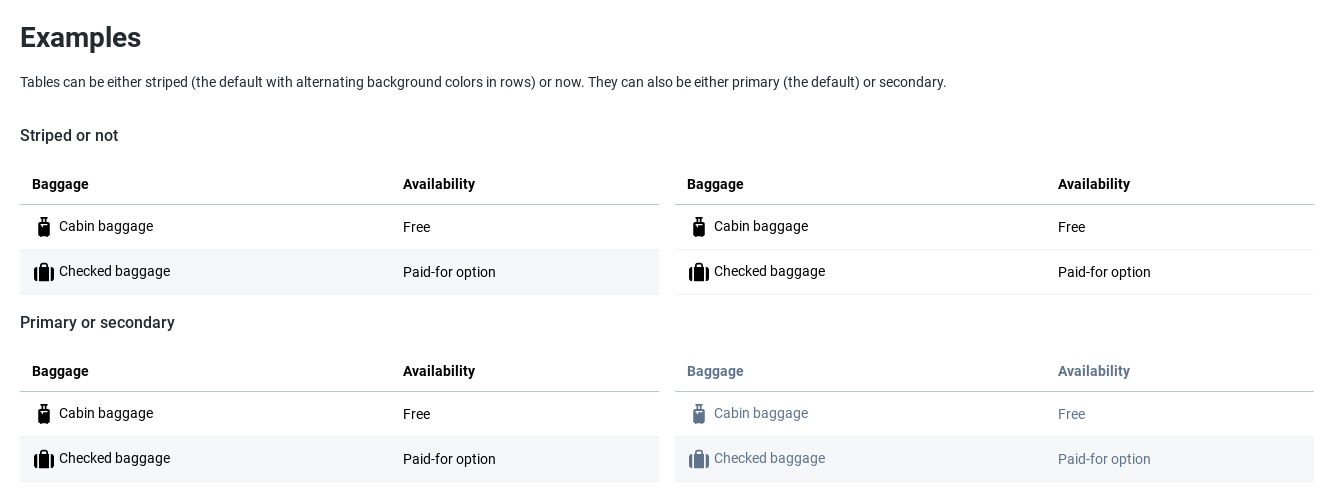 Examples
Tables can be either striped (the default with alternating background colors in rows) or now. They can also be either primary (the default) or secondary.
Striped or not
Baggage Availability Baggage Availability
Cabin baggage Free Cabin baggage Free
Checked baggage Paid-for option Checked baggage Paid-for option
Primary or secondary
Baggage Availability Baggage Availability
Cabin baggage Free Cabin baggage Free
Checked baggage Paid-for option Checked baggage Paid-for option